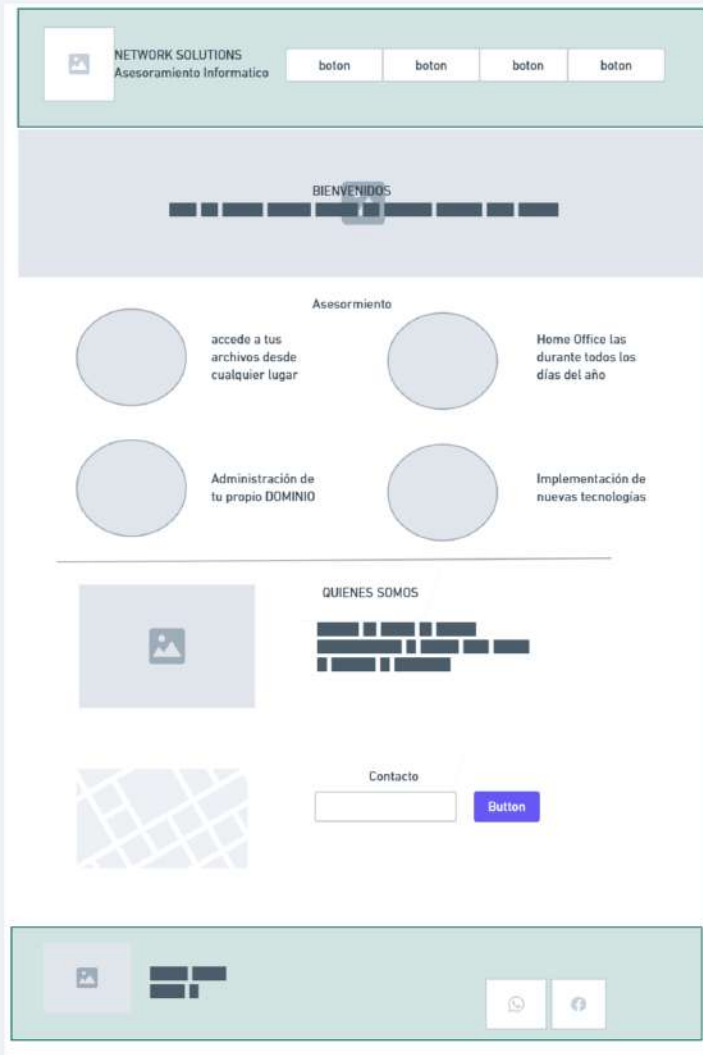 NETWORK SOLUTIONS
Asesoramiento Informatico
boton
boton
boton
boton
BIENVENIDOS
Asesormiento
accede a tus
archivos desde
cualquier lugar
Home Office las
durante todos los
días del año
Administración de
tu propio DOMINIO
Implementación de
nuevas tecnologías
QUIENES SOMOS
Contacto
Button